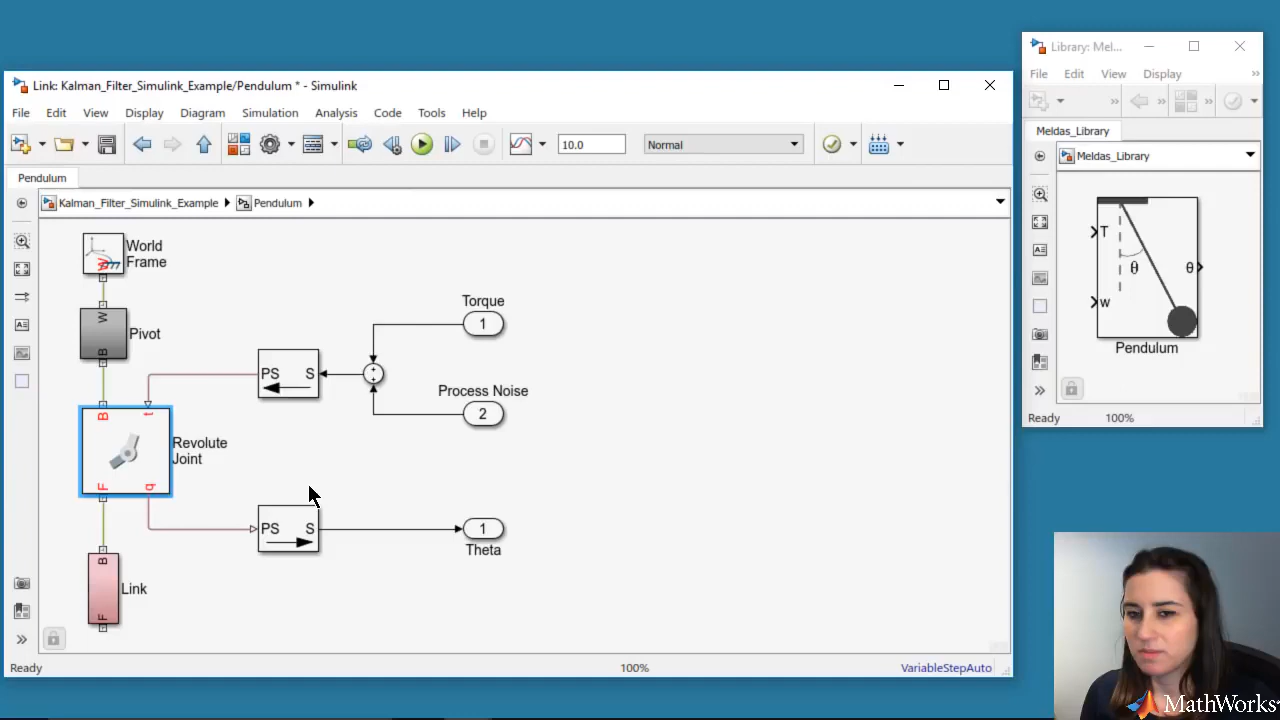 Link: Kalman_Filter_Simulink_Example/Pendulum * - Simulink
File Edit View Display Diagram Simulation Analysis Code Tools Help
10.0
Normal
Pendulum
Kalman_Filter_Simulink_Example
Pendulum
World
Frame
W
W
B
Pivot
B
t
F
q
Revolute
Joint
B
F
Link
PS S
Torque
1
+
+
Process Noise
2
PS S
1
Theta
Ready
100%
VariableStepAuto
Library: Mel...
File Edit View Display
Meldas_Library
Meldas_Library
T
w
θ
θ
Pendulum
Ready
100%
MathWorks